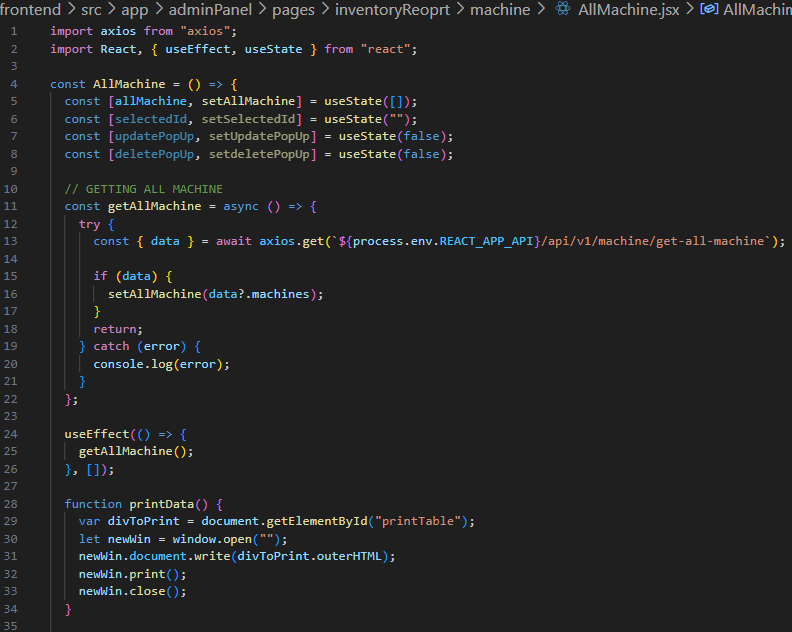 frontend > src > app > adminPanel > pages > inventoryReoprt > machine > AllMachine.jsx > AllMachin
1 import axios from "axios";
2 import React, { useEffect, useState } from "react";
3
4 const AllMachine = () => {
5 const [allMachine, setAllMachine] = useState([]);
6 const [selectedId, setSelectedId] = useState("");
7 const [updatePopUp, setUpdatePopUp] = useState(false);
8 const [deletePopUp, setdeletePopUp] = useState(false);
9
10 // GETTING ALL MACHINE
11 const getAllMachine = async () => {
12 try {
13 const { data } = await axios.get(`${process.env.REACT_APP_API}/api/v1/machine/get-all-machine`);
14
15 if (data) {
16 setAllMachine(data?.machines);
17 }
18 return;
19 } catch (error) {
20 console.log(error);
21 }
22 };
23
24 useEffect(() => {
25 getAllMachine();
26 }, []);
27
28 function printData() {
29 var divToPrint = document.getElementById("printTable");
30 let newWin = window.open("");
31 newWin.document.write(divToPrint.outerHTML);
32 newWin.print();
33 newWin.close();
34 }
35